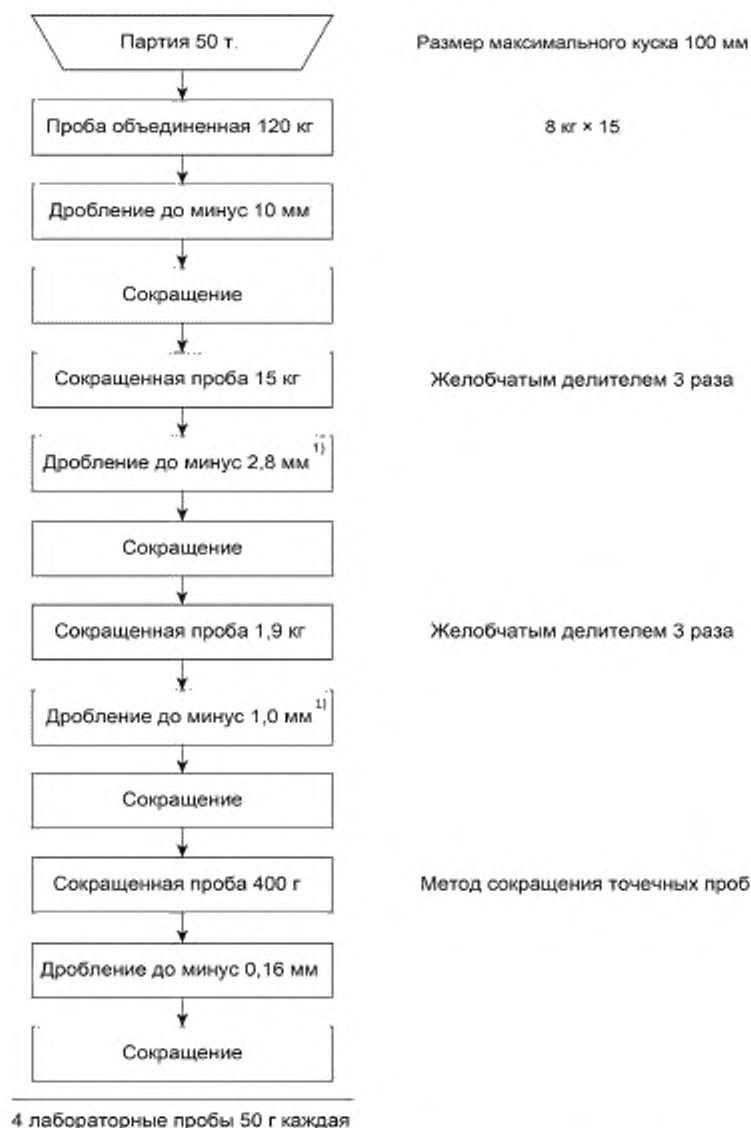 Партия 50 т.
Размер максимального куска 100 мм
Проба объединенная 120 кг
8 кг × 15
Дробление до минус 10 мм
Сокращение
Сокращенная проба 15 кг
Желобчатым делителем 3 раза
Дробление до минус 2,8 мм 1)
Сокращение
Сокращенная проба 1,9 кг
Желобчатым делителем 3 раза
Дробление до минус 1,0 мм 1)
Сокращение
Сокращенная проба 400 г
Метод сокращения точечных проб
Дробление до минус 0,16 мм
Сокращение
4 лабораторные пробы 50 г каждая